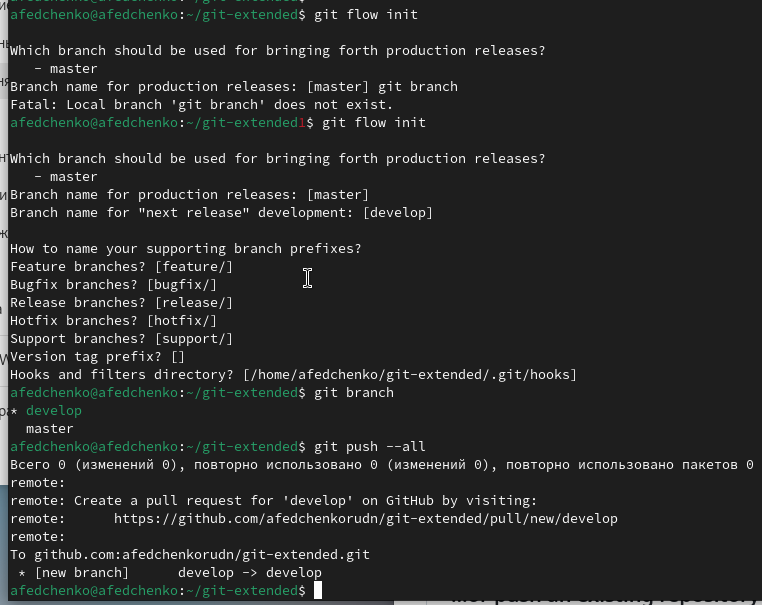 afedchenko@afedchenko:~/git-extended$ git flow init
Which branch should be used for bringing forth production releases?
   - master
Branch name for production releases: [master] git branch
Fatal: Local branch 'git branch' does not exist.
afedchenko@afedchenko:~/git-extended1$ git flow init
Which branch should be used for bringing forth production releases?
   - master
Branch name for production releases: [master]
Branch name for "next release" development: [develop]
How to name your supporting branch prefixes?
Feature branches? [feature/]
Bugfix branches? [bugfix/]
Release branches? [release/]
Hotfix branches? [hotfix/]
Support branches? [support/]
Version tag prefix? []
Hooks and filters directory? [/home/afedchenko/git-extended/.git/hooks]
afedchenko@afedchenko:~/git-extended$ git branch
* develop
  master
afedchenko@afedchenko:~/git-extended$ git push --all
Всего 0 (изменений 0), повторно использовано 0 (изменений 0), повторно использовано пакетов 0
remote:
remote: Create a pull request for 'develop' on GitHub by visiting:
remote:      https://github.com/afedchenkorudn/git-extended/pull/new/develop
remote:
To github.com:afedchenkorudn/git-extended.git
 * [new branch]      develop -> develop
afedchenko@afedchenko:~/git-extended$